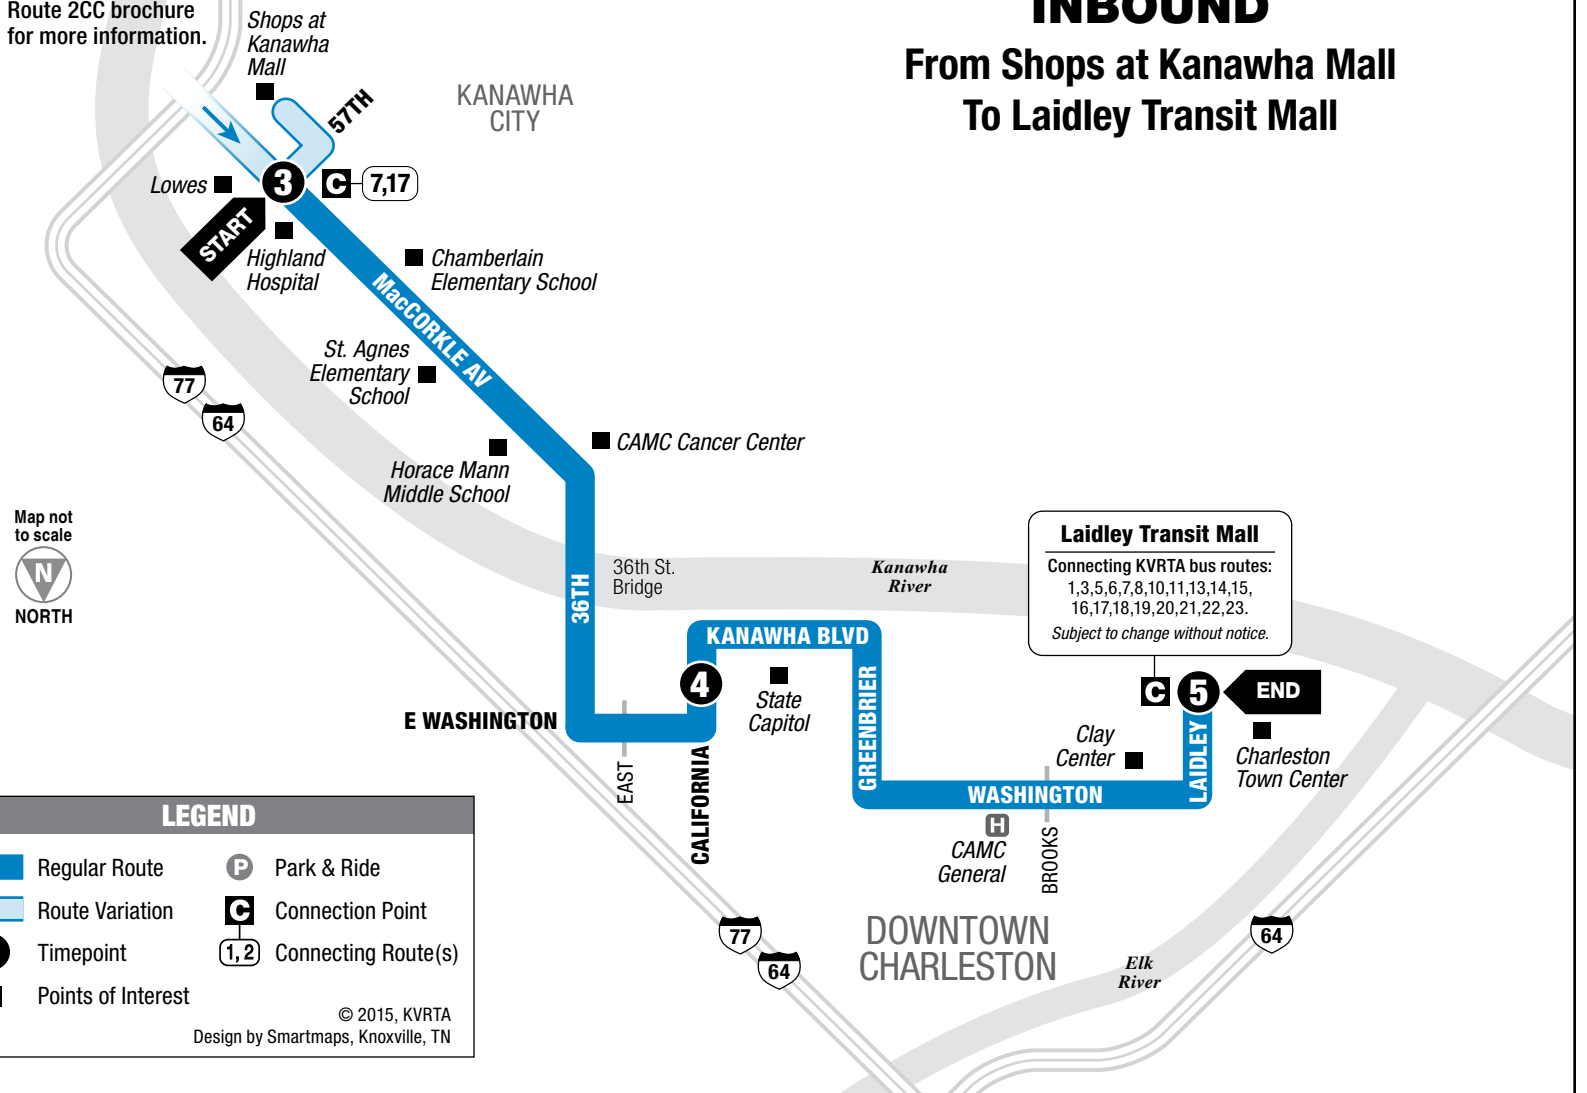 Route 2CC brochure
for more information.
INBOUND
From Shops at Kanawha Mall
To Laidley Transit Mall
Shops at
Kanawha
Mall
57TH
KANAWHA
CITY
Lowes
3
C
7,17
START
Highland
Hospital
Chamberlain
Elementary School
MacCORKLE AV
St. Agnes
Elementary
School
77
64
CAMC Cancer Center
Horace Mann
Middle School
Map not
to scale
N
NORTH
36TH
36th St.
Bridge
Kanawha
River
Laidley Transit Mall
Connecting KVRTA bus routes:
1,3,5,6,7,8,10,11,13,14,15,
16,17,18,19,20,21,22,23.
Subject to change without notice.
KANAWHA BLVD
4
State
Capitol
GREENBRIER
C
5
END
E WASHINGTON
EAST
CALIFORNIA
Clay
Center
LAIDLEY
Charleston
Town Center
WASHINGTON
H
CAMC
General
BROOKS
DOWNTOWN
CHARLESTON
77
64
64
Elk
River
LEGEND
Regular Route
P Park & Ride
Route Variation
C Connection Point
Timepoint
1,2 Connecting Route(s)
Points of Interest
© 2015, KVRTA
Design by Smartmaps, Knoxville, TN